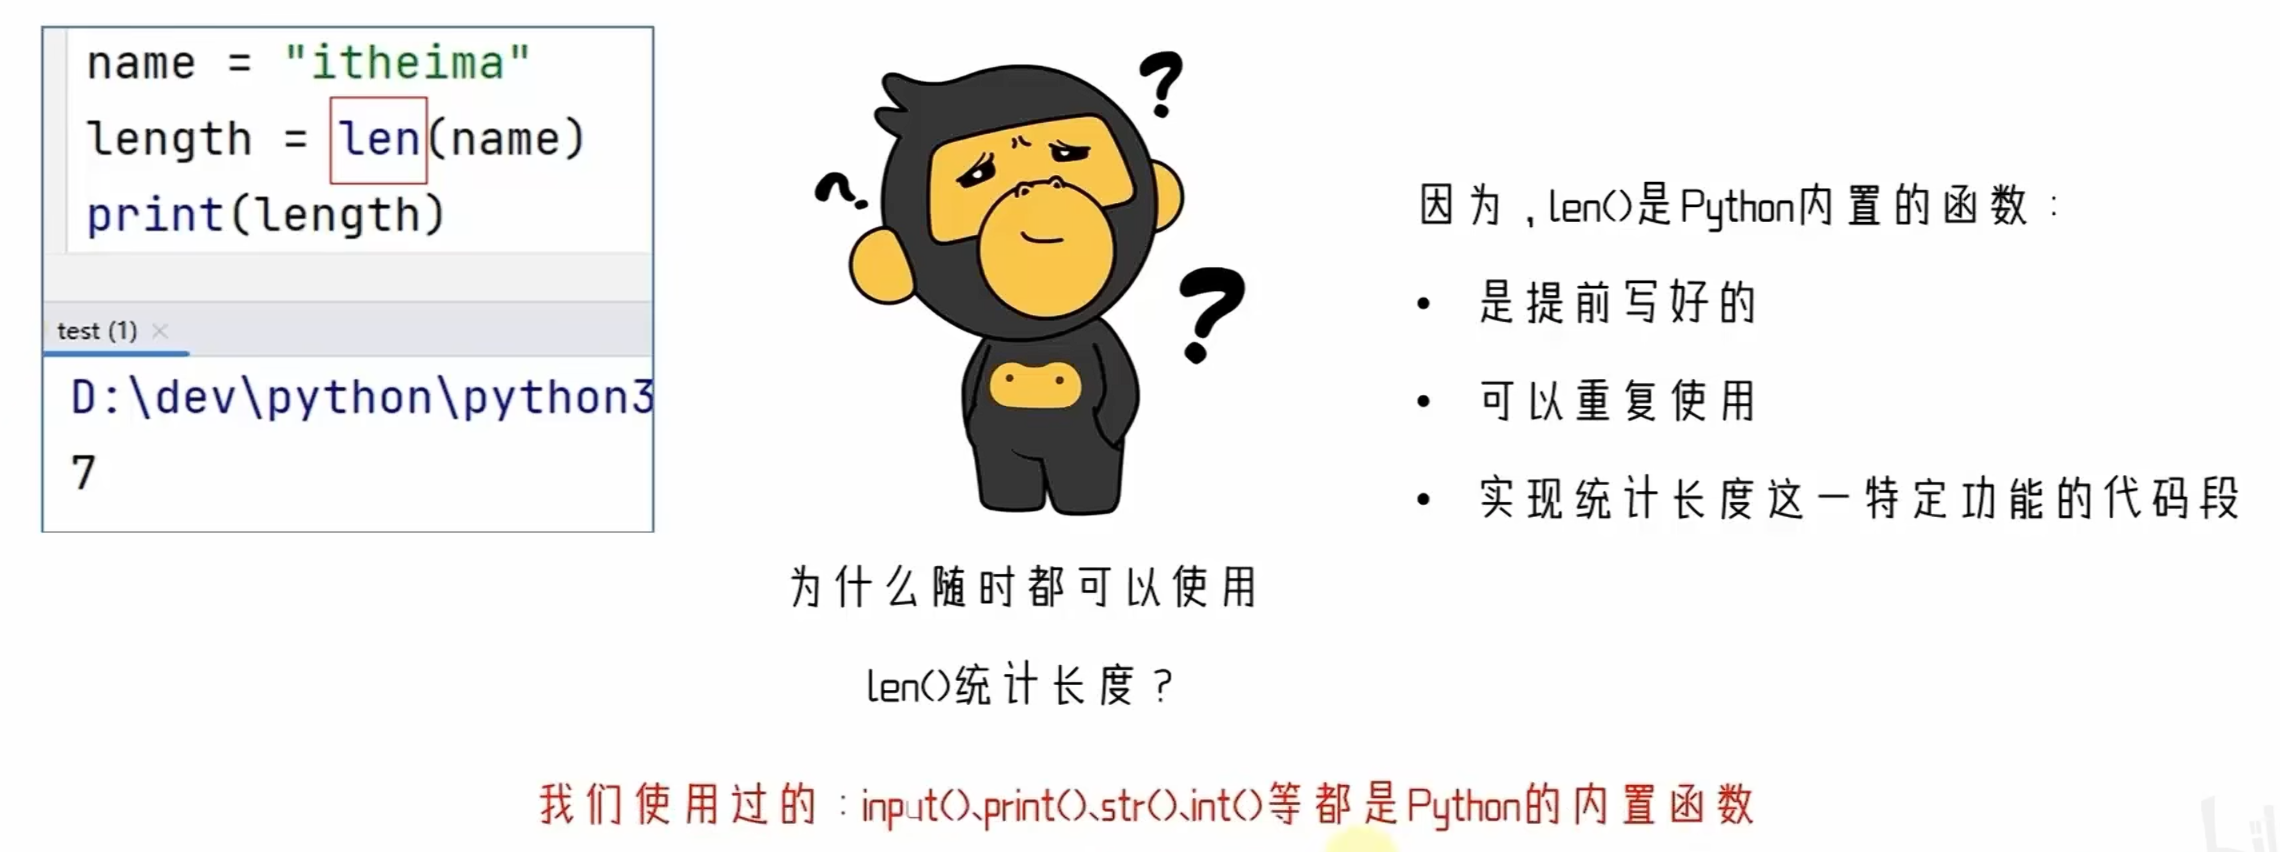 name = "itheima"
length = len(name)
print(length)
test (1)
D:\dev\python\python3
7
为什么随时都可以使用
len()统计长度？
因为，len()是Python内置的函数：
• 是提前写好的
• 可以重复使用
• 实现统计长度这一特定功能的代码段
我们使用过的：input()、print()、str()、int()等都是Python的内置函数